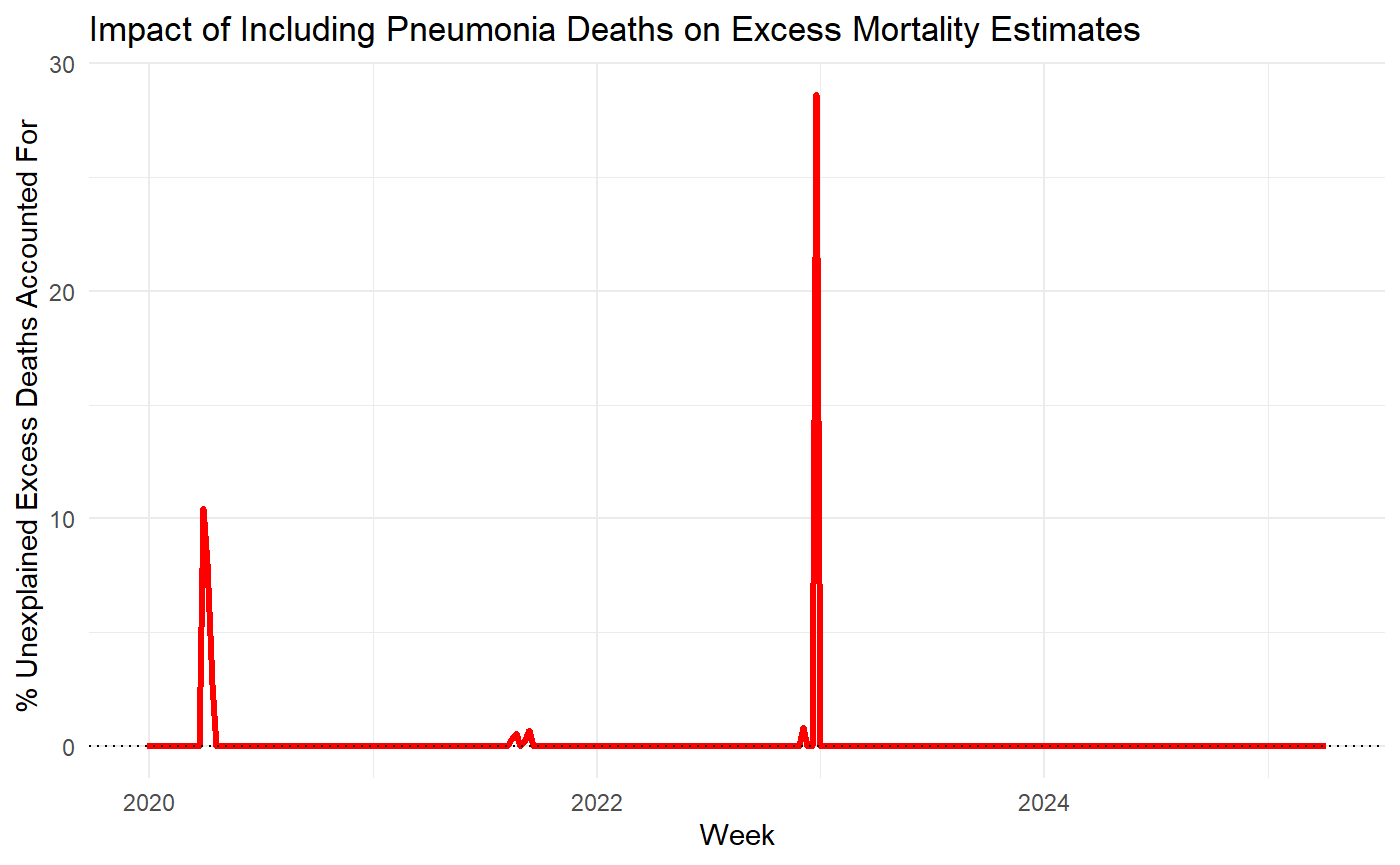 Impact of Including Pneumonia Deaths on Excess Mortality Estimates
% Unexplained Excess Deaths Accounted For
30
20
10
0
2020
2022
2024
Week